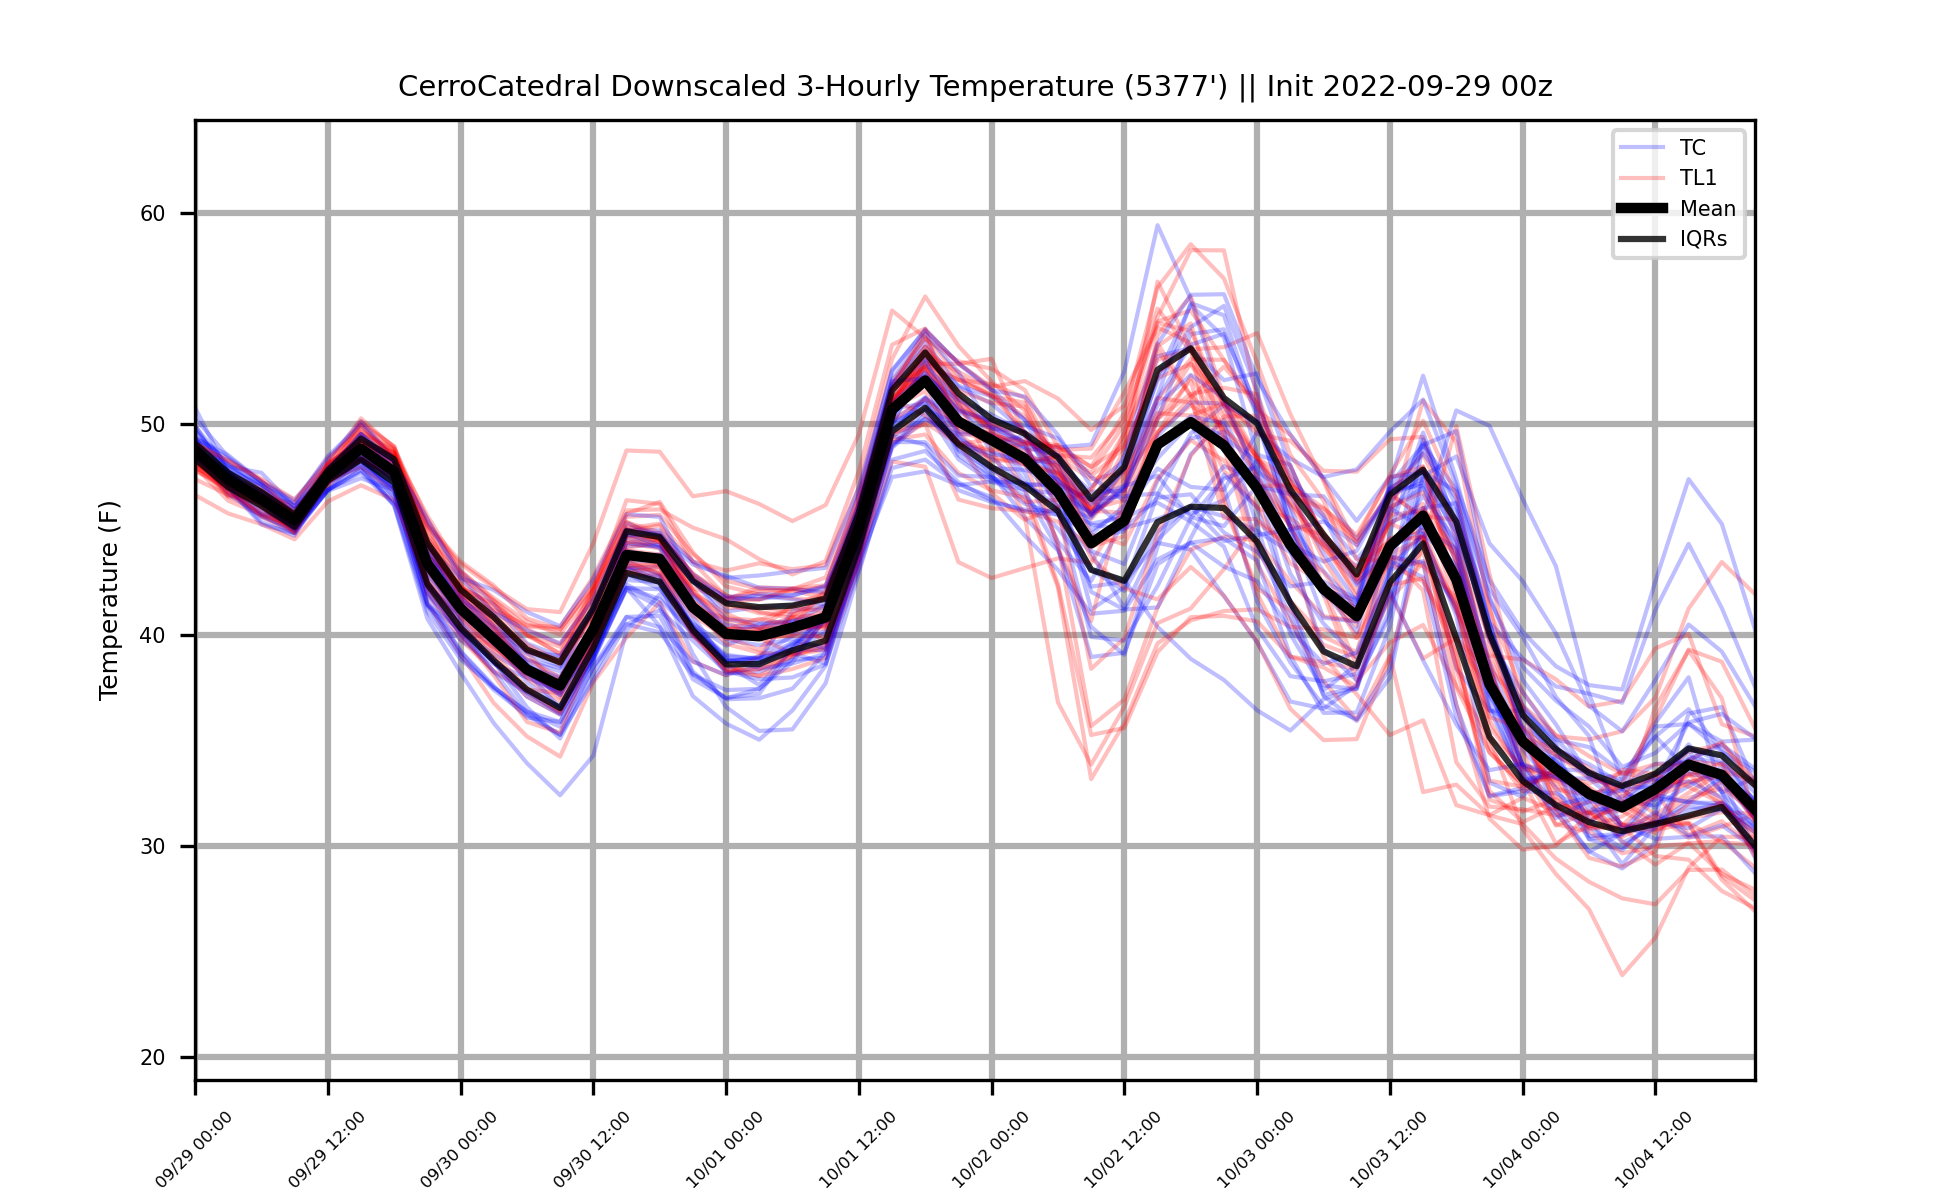 CerroCatedral Downscaled 3-Hourly Temperature (5377') || Init 2022-09-29 00z
TC
TL1
Mean
IQRs
Temperature (F)
60
50
40
30
20
09/29 00:00
09/29 12:00
09/30 00:00
09/30 12:00
10/01 00:00
10/01 12:00
10/02 00:00
10/02 12:00
10/03 00:00
10/03 12:00
10/04 00:00
10/04 12:00